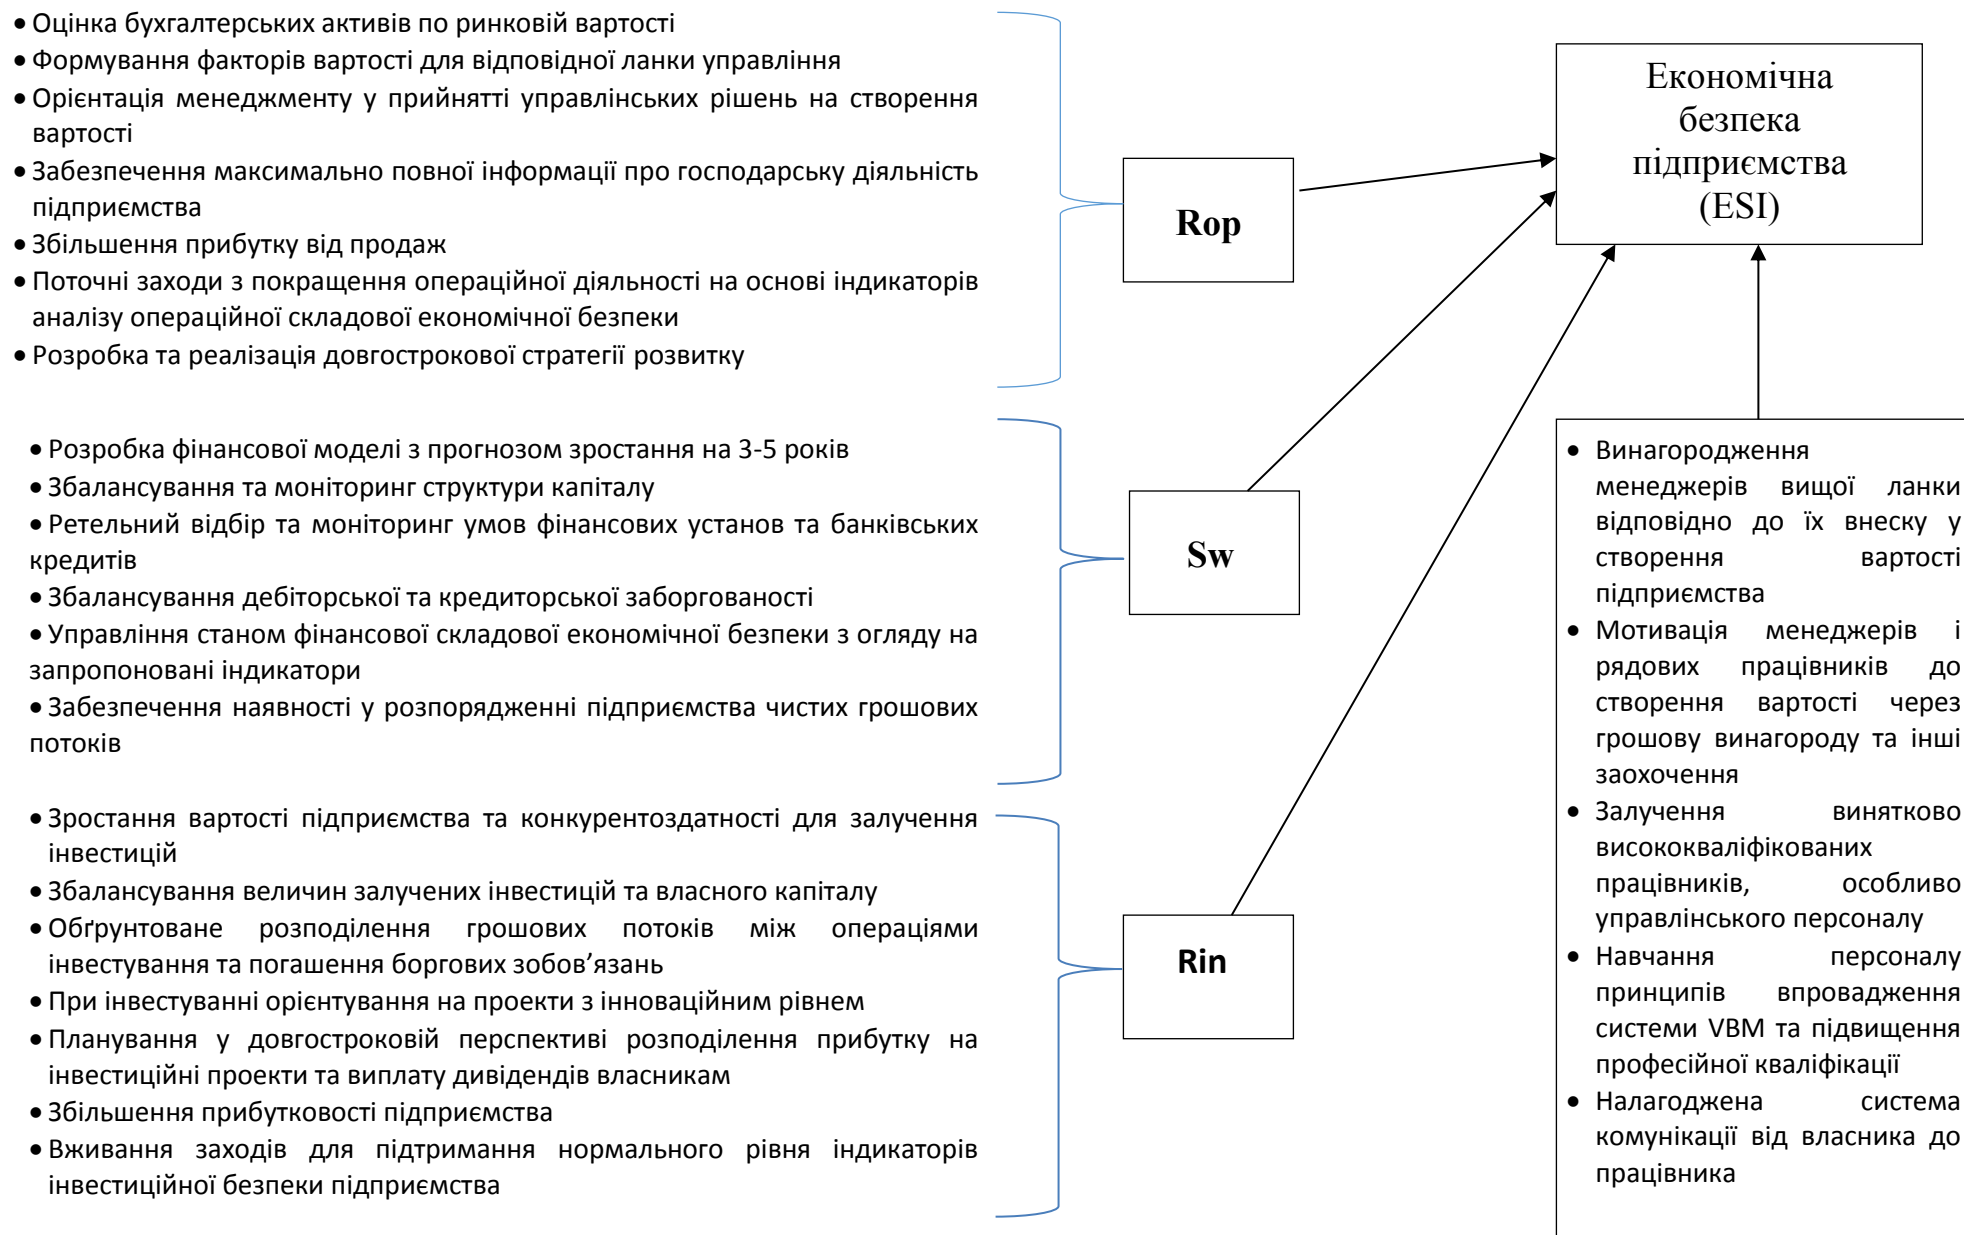 • Оцінка бухгалтерських активів по ринковій вартості
• Формування факторів вартості для відповідної ланки управління
• Орієнтація менеджменту у прийнятті управлінських рішень на створення
вартості
• Забезпечення максимально повної інформації про господарську діяльність
підприємства
• Збільшення прибутку від продаж
• Поточні заходи з покращення операційної діяльності на основі індикаторів
аналізу операційної складової економічної безпеки
• Розробка та реалізація довгострокової стратегії розвитку
Rop
Економічна
безпека
підприємства
(ESI)
• Розробка фінансової моделі з прогнозом зростання на 3-5 років
• Збалансування та моніторинг структури капіталу
• Ретельний відбір та моніторинг умов фінансових установ та банківських
кредитів
• Збалансування дебіторської та кредиторської заборгованості
• Управління станом фінансової складової економічної безпеки з огляду на
запропоновані індикатори
• Забезпечення наявності у розпорядженні підприємства чистих грошових
потоків
Sw
• Зростання вартості підприємства та конкурентоздатності для залучення
інвестицій
• Збалансування величин залучених інвестицій та власного капіталу
• Обґрунтоване розподілення грошових потоків між операціями
інвестування та погашення боргових зобов’язань
• При інвестуванні орієнтування на проекти з інноваційним рівнем
• Планування у довгостроковій перспективі розподілення прибутку на
інвестиційні проекти та виплату дивідендів власникам
• Збільшення прибутковості підприємства
• Вживання заходів для підтримання нормального рівня індикаторів
інвестиційної безпеки підприємства
Rin
• Винагородження
менеджерів вищої ланки
відповідно до їх внеску у
створення вартості
підприємства
• Мотивація менеджерів і
рядових працівників до
створення вартості через
грошову винагороду та інші
заохочення
• Залучення винятково
висококваліфікованих
працівників, особливо
управлінського персоналу
• Навчання персоналу
принципів впровадження
системи VBM та підвищення
професійної кваліфікації
• Налагоджена система
комунікації від власника до
працівника